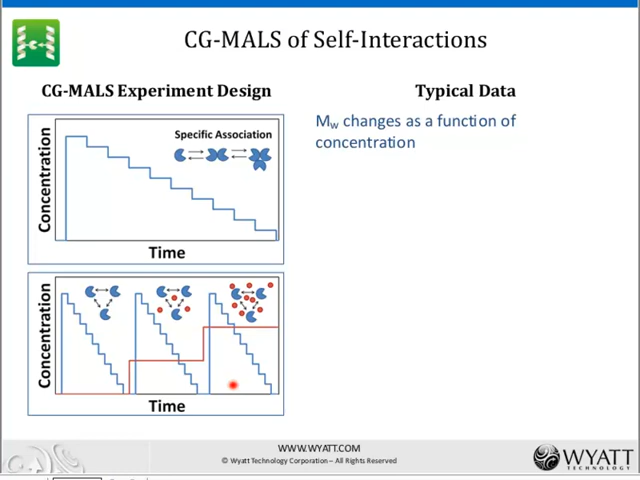 CG-MALS of Self-Interactions
CG-MALS Experiment Design
Typical Data
Mw changes as a function of
concentration
Concentration
Specific Association
Time
Concentration
Time
WWW.WYATT.COM
© Wyatt Technology Corporation – All Rights Reserved
WYATT
TECHNOLOGY